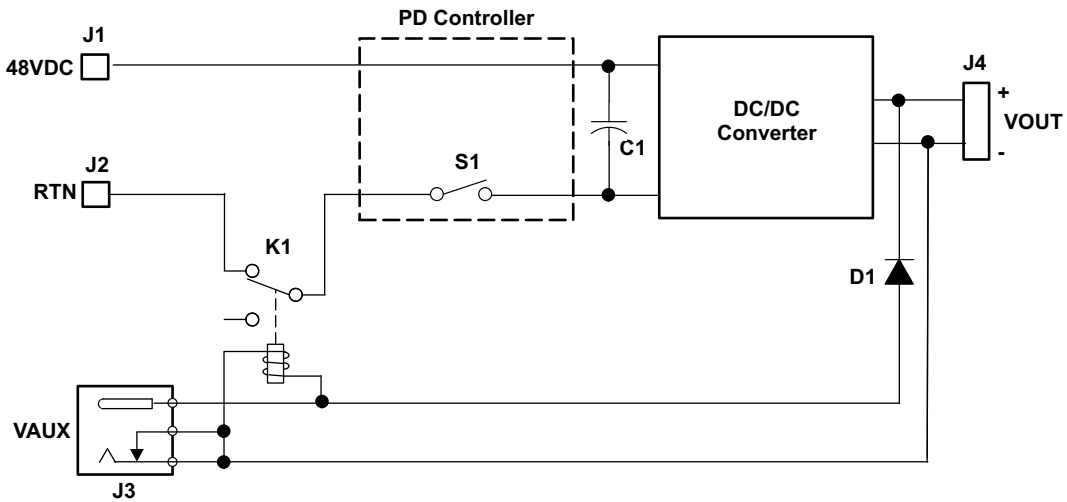 PD Controller
J1
48VDC
J4
+
VOUT
-
DC/DC
Converter
C1
S1
J2
RTN
K1
D1
VAUX
J3